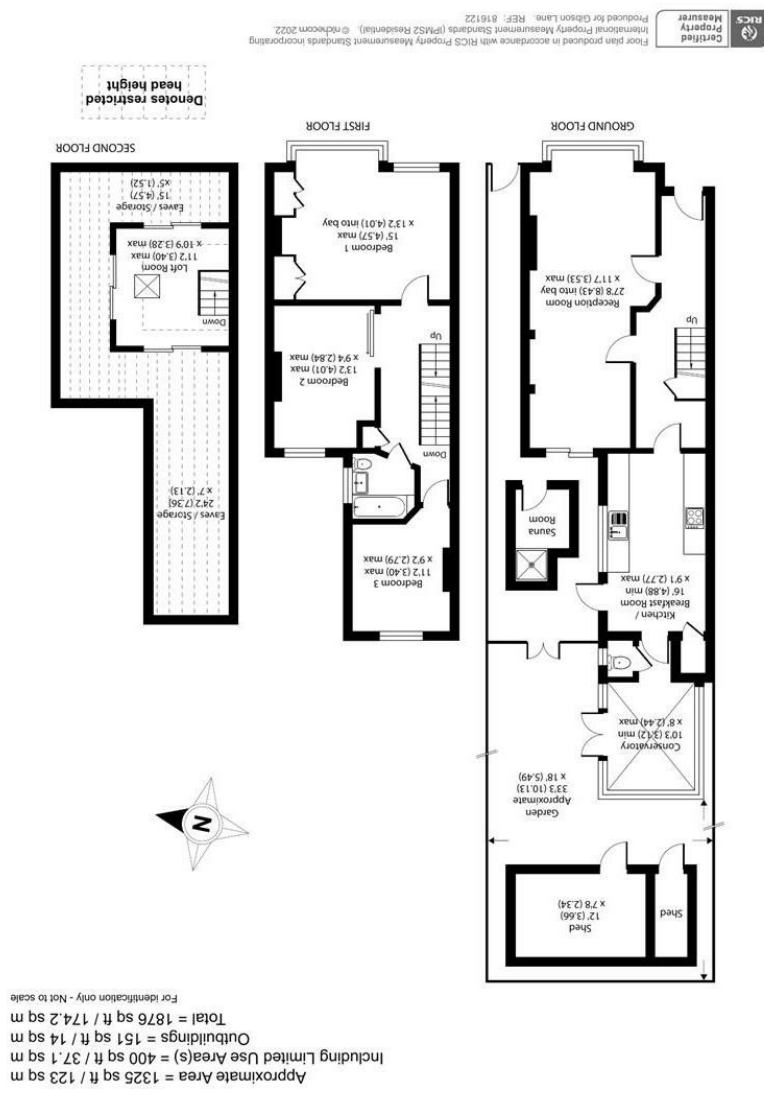 Approximate Area = 1325 sq ft / 123 sq m
Including Limited Use Area(s) = 400 sq ft / 37.1 sq m
Outbuildings = 151 sq ft / 14 sq m
Total = 1876 sq ft / 174.2 sq m
For identification only - Not to scale
N
Shed
Shed
12' (3.66)
x 7'8 (2.34)
Garden
Approximate
33'3 (10.13)
x 18' (5.49)
Conservatory
10'3 (3.12) min
x 8' (2.44) max
Kitchen /
Breakfast Room
16' (4.88) min
x 9'1 (2.77) max
Sauna
Room
Up
Reception Room
27'8 (8.43) into bay
x 11'7 (3.53) max
GROUND FLOOR
Bedroom 3
11'2 (3.40) max
x 9'2 (2.79) max
Down
Up
Bedroom 2
13'2 (4.01) max
x 9'4 (2.84) max
Bedroom 1
15' (4.57) max
x 13'2 (4.01) into bay
FIRST FLOOR
Eaves / Storage
24'2 (7.36)
x 7' (2.13)
Down
Loft Room
11'2 (3.40) max
x 10'9 (3.28) max
Eaves / Storage
15' (4.57)
x5' (1.52)
SECOND FLOOR
Denotes restricted
head height
RICS
Certified
Property
Measurer
Floor plan produced in accordance with RICS Property Measurement Standards incorporating
International Property Measurement Standards (IPMS2 Residential). © nichecom 2022.
Produced for Gibson Lane. REF: 816122